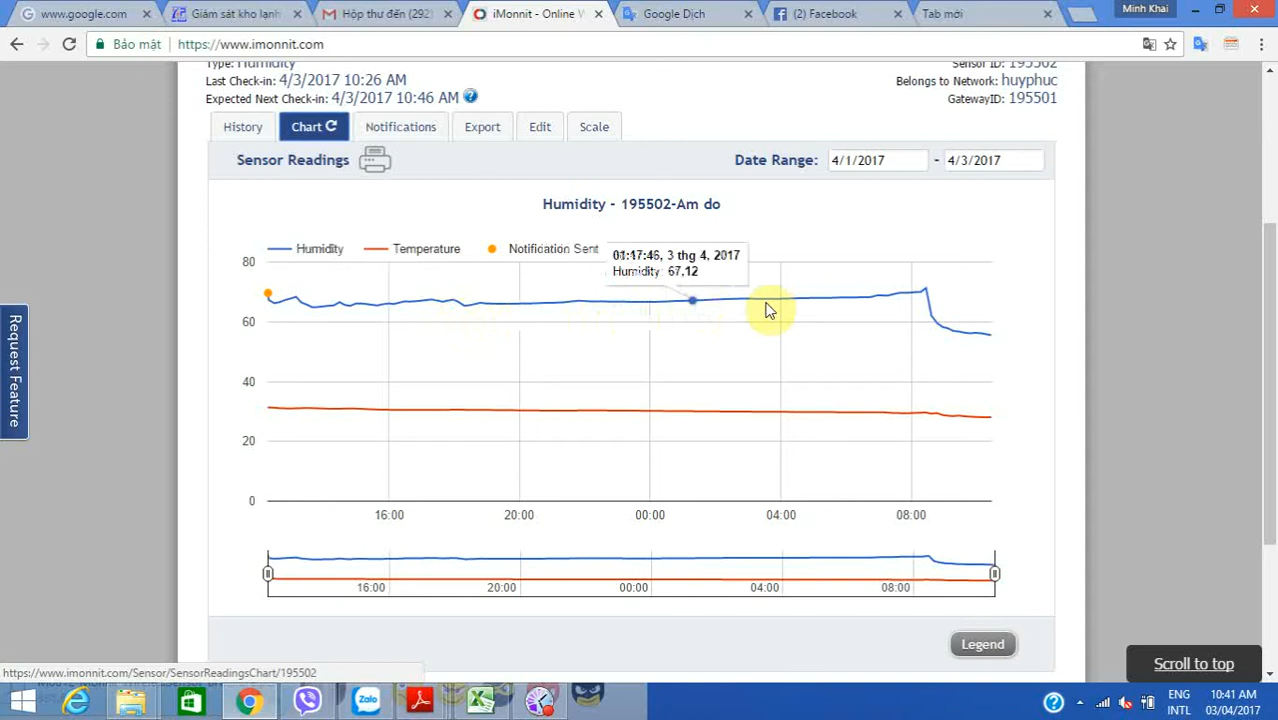 www.google.com
Giám sát kho lạnh
Hộp thư đến (292)
iMonnit - Online W
Google Dịch
(2) Facebook
Tab mới
Minh Khai
Bảo mật
https://www.imonnit.com
Type: Humidity
Sensor ID: 195502
Last Check-in: 4/3/2017 10:26 AM
Belongs to Network: huyphuc
Expected Next Check-in: 4/3/2017 10:46 AM
GatewayID: 195501
History
Chart
Notifications
Export
Edit
Scale
Sensor Readings
Date Range: 4/1/2017 - 4/3/2017
Humidity - 195502-Am do
Humidity
Temperature
Notification Sent
01:17:46, 3 thg 4, 2017
Humidity: 67.12
80
60
40
20
0
16:00
20:00
00:00
04:00
08:00
16:00
20:00
00:00
04:00
08:00
Request Feature
Legend
Scroll to top
https://www.imonnit.com/Sensor/SensorReadingsChart/195502
Zalo
ENG
INTL
10:41 AM
03/04/2017